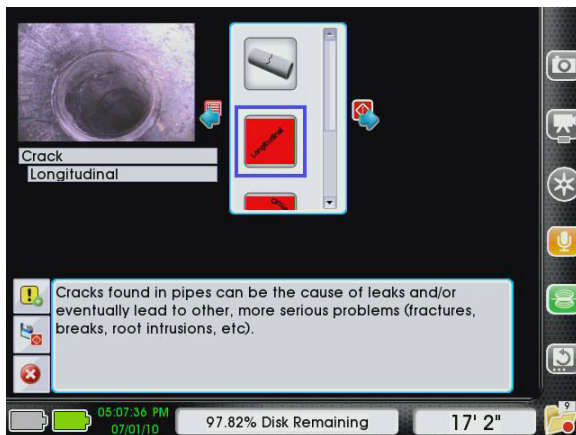 Crack
Longitudinal
Longitudinal
Cracks found in pipes can be the cause of leaks and/or
eventually lead to other, more serious problems (fractures,
breaks, root intrusions, etc).
05:07:36 PM
07/01/10
97.82% Disk Remaining
17' 2"
9